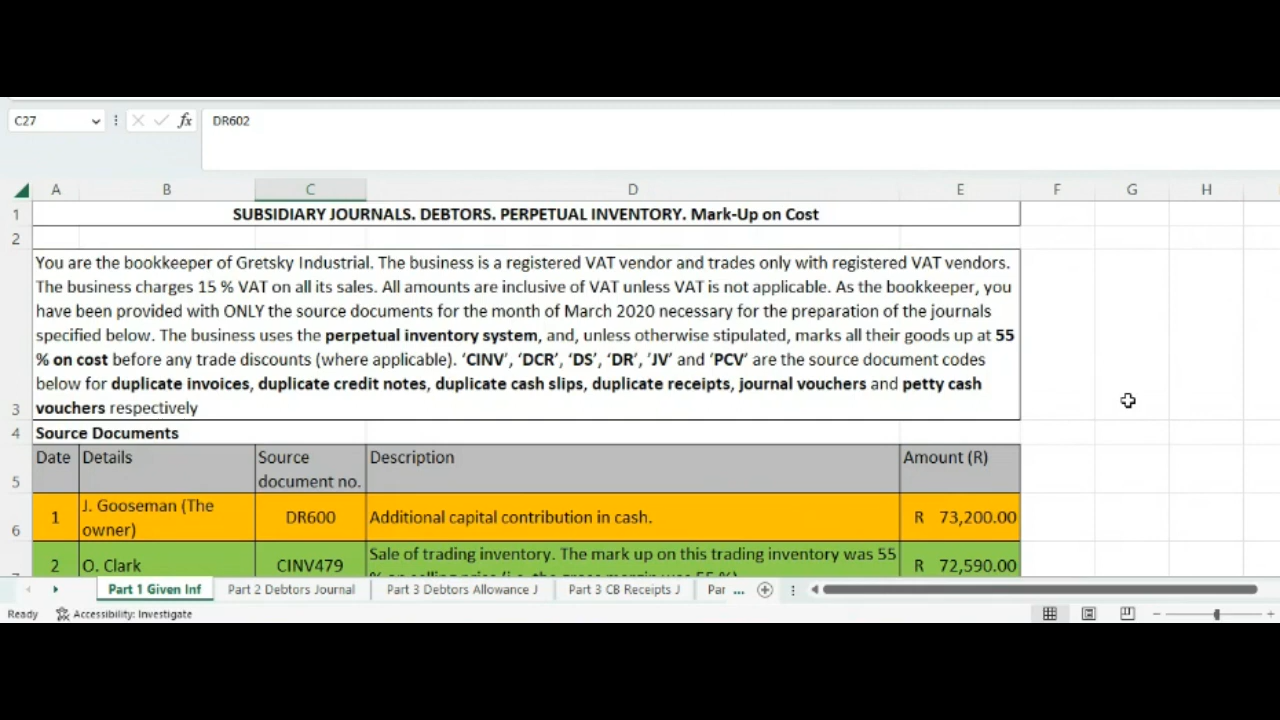 C27
fx
DR602
A B C D E F G H
1 SUBSIDIARY JOURNALS. DEBTORS. PERPETUAL INVENTORY. Mark-Up on Cost
2
You are the bookkeeper of Gretsky Industrial. The business is a registered VAT vendor and trades only with registered VAT vendors.
The business charges 15 % VAT on all its sales. All amounts are inclusive of VAT unless VAT is not applicable. As the bookkeeper, you
have been provided with ONLY the source documents for the month of March 2020 necessary for the preparation of the journals
specified below. The business uses the perpetual inventory system, and, unless otherwise stipulated, marks all their goods up at 55
% on cost before any trade discounts (where applicable). 'CINV', 'DCR', 'DS', 'DR', 'JV' and 'PCV' are the source document codes
below for duplicate invoices, duplicate credit notes, duplicate cash slips, duplicate receipts, journal vouchers and petty cash
3 vouchers respectively
4 Source Documents
Date Details Source Description Amount (R)
5 document no.
J. Gooseman (The
1 DR600 Additional capital contribution in cash. R 73,200.00
6 owner)
Sale of trading inventory. The mark up on this trading inventory was 55
2 O. Clark CINV479 R 72,590.00
% on selling price (i.e. the gross margin was 55 %)
7
Part 1 Given Inf Part 2 Debtors Journal Part 3 Debtors Allowance J Part 3 CB Receipts J Par ...
Ready Accessibility: Investigate